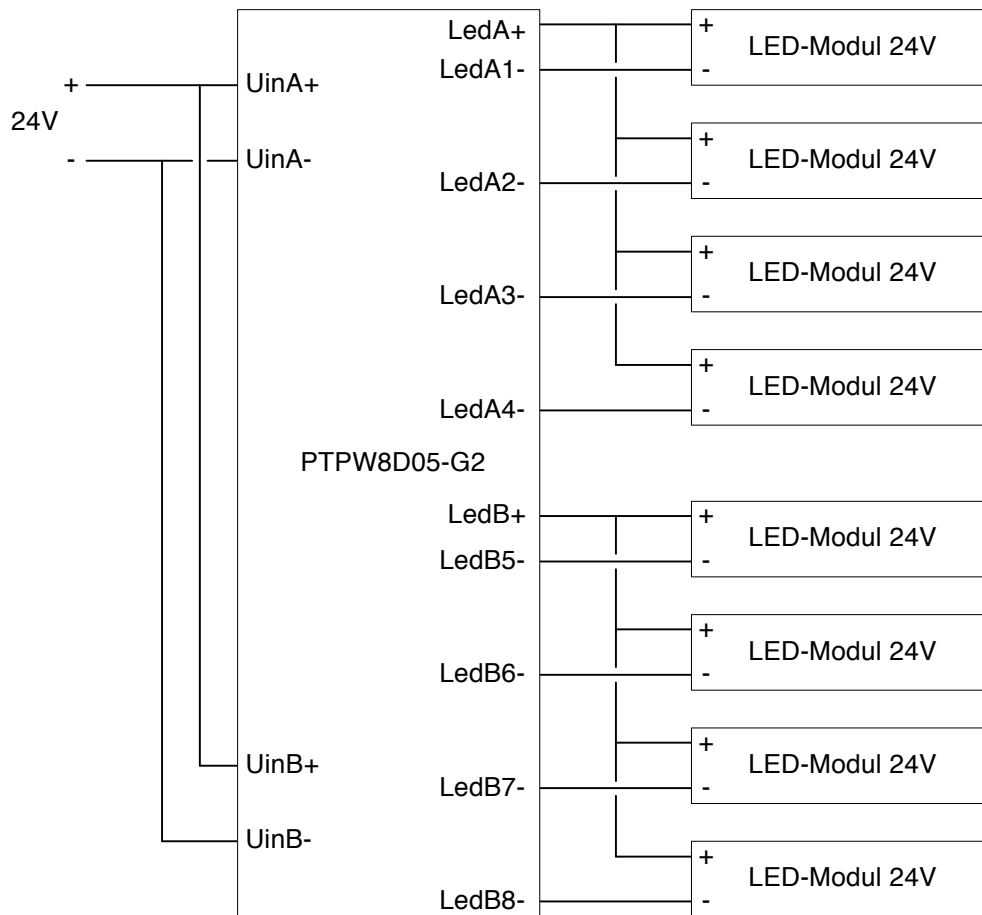 LedA+
+
LED-Modul 24V
LedA1-
-
+
UinA+
24V
-
UinA-
+
LED-Modul 24V
LedA2-
-
+
LED-Modul 24V
LedA3-
-
+
LED-Modul 24V
LedA4-
-
PTPW8D05-G2
LedB+
+
LED-Modul 24V
LedB5-
-
+
LED-Modul 24V
LedB6-
-
+
LED-Modul 24V
UinB+
LedB7-
-
UinB-
+
LED-Modul 24V
LedB8-
-